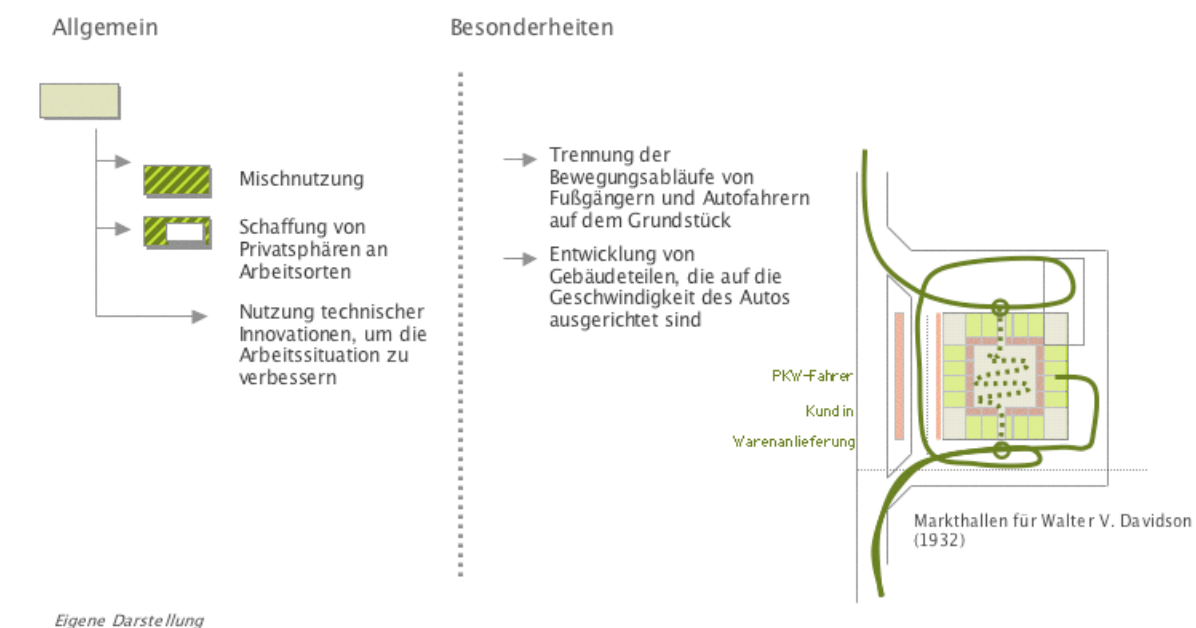 Allgemein
Besonderheiten
Mischnutzung
Schaffung von
Privatsphären an
Arbeitsorten
Nutzung technischer
Innovationen, um die
Arbeitssituation zu
verbessern
Trennung der
Bewegungsabläufe von
Fußgängern und Autofahrern
auf dem Grundstück
Entwicklung von
Gebäudeteilen, die auf die
Geschwindigkeit des Autos
ausgerichtet sind
PKW-Fahrer
Kundin
Warenanlieferung
Markthallen für Walter V. Davidson
(1932)
Eigene Darstellung